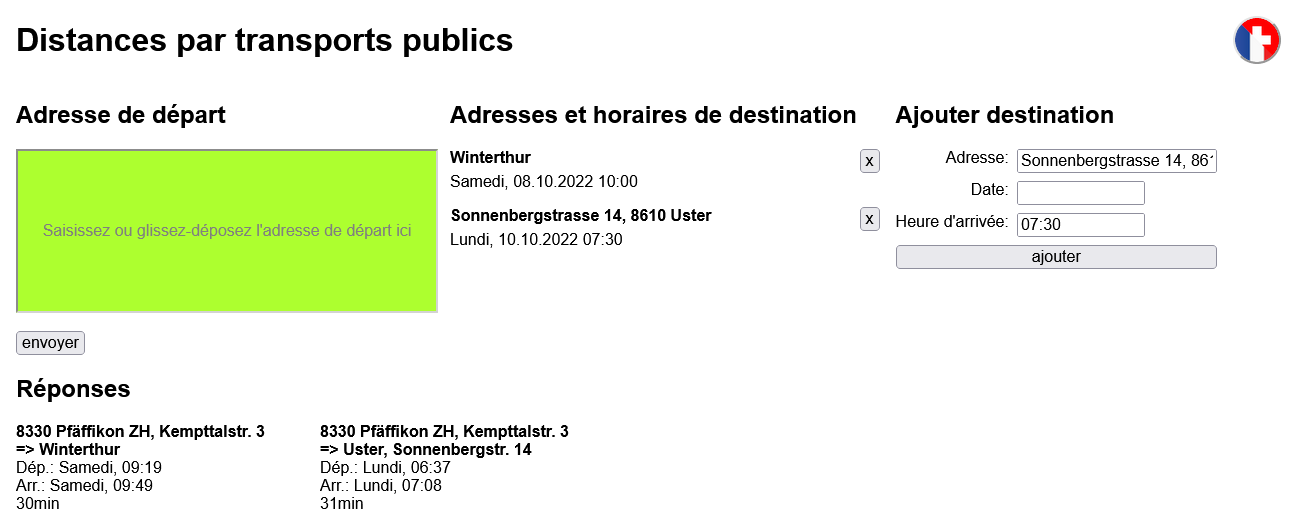 Distances par transports publics
Adresse de départ
Saisissez ou glissez-déposez l'adresse de départ ici
envoyer
Adresses et horaires de destination
Winterthur
x
Samedi, 08.10.2022 10:00
Sonnenbergstrasse 14, 8610 Uster
x
Lundi, 10.10.2022 07:30
Ajouter destination
Adresse: Sonnenbergstrasse 14, 861
Date:
Heure d'arrivée: 07:30
ajouter
Réponses
8330 Pfäffikon ZH, Kempttalstr. 3
=> Winterthur
Dép.: Samedi, 09:19
Arr.: Samedi, 09:49
30min
8330 Pfäffikon ZH, Kempttalstr. 3
=> Uster, Sonnenbergstr. 14
Dép.: Lundi, 06:37
Arr.: Lundi, 07:08
31min